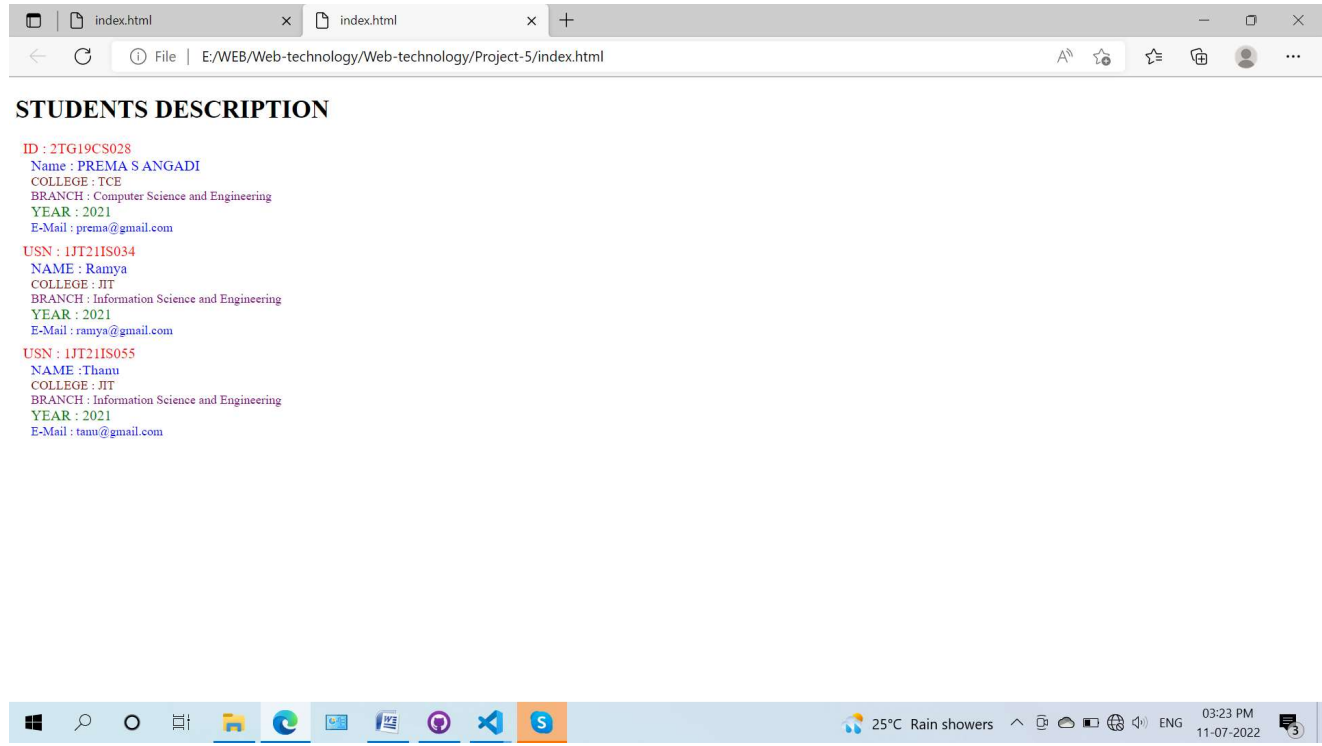 index.html
index.html
File | E:/WEB/Web-technology/Web-technology/Project-5/index.html
STUDENTS DESCRIPTION
ID : 2TG19CS028
Name : PREMA S ANGADI
COLLEGE : TCE
BRANCH : Computer Science and Engineering
YEAR : 2021
E-Mail : prema@gmail.com
USN : 1JT21IS034
NAME : Ramya
COLLEGE : JIT
BRANCH : Information Science and Engineering
YEAR : 2021
E-Mail : ramya@gmail.com
USN : 1JT21IS055
NAME :Thanu
COLLEGE : JIT
BRANCH : Information Science and Engineering
YEAR : 2021
E-Mail : tanu@gmail.com
25°C Rain showers ENG 03:23 PM
11-07-2022
3